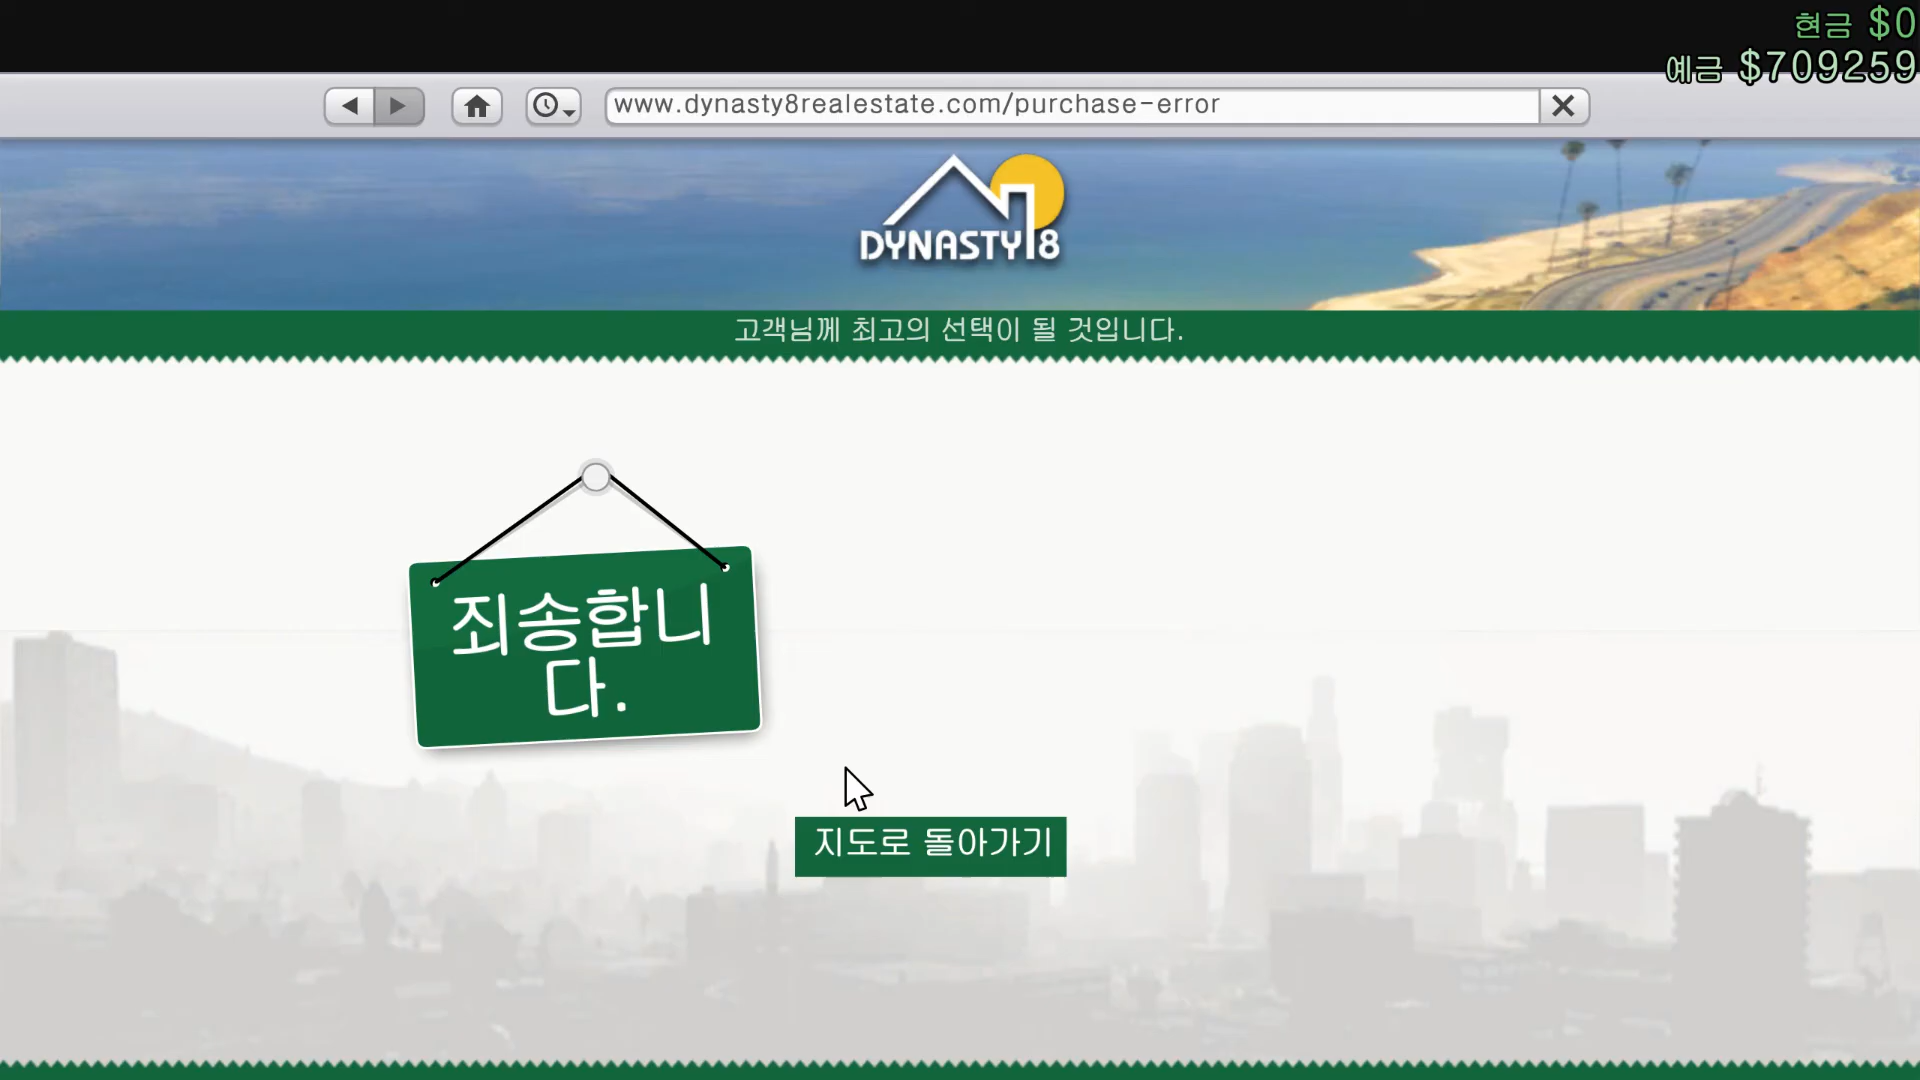 현금 $0
예금 $709259
www.dynasty8realestate.com/purchase-error
DYNASTY 8
고객님께 최고의 선택이 될 것입니다.
죄송합니
다.
지도로 돌아가기